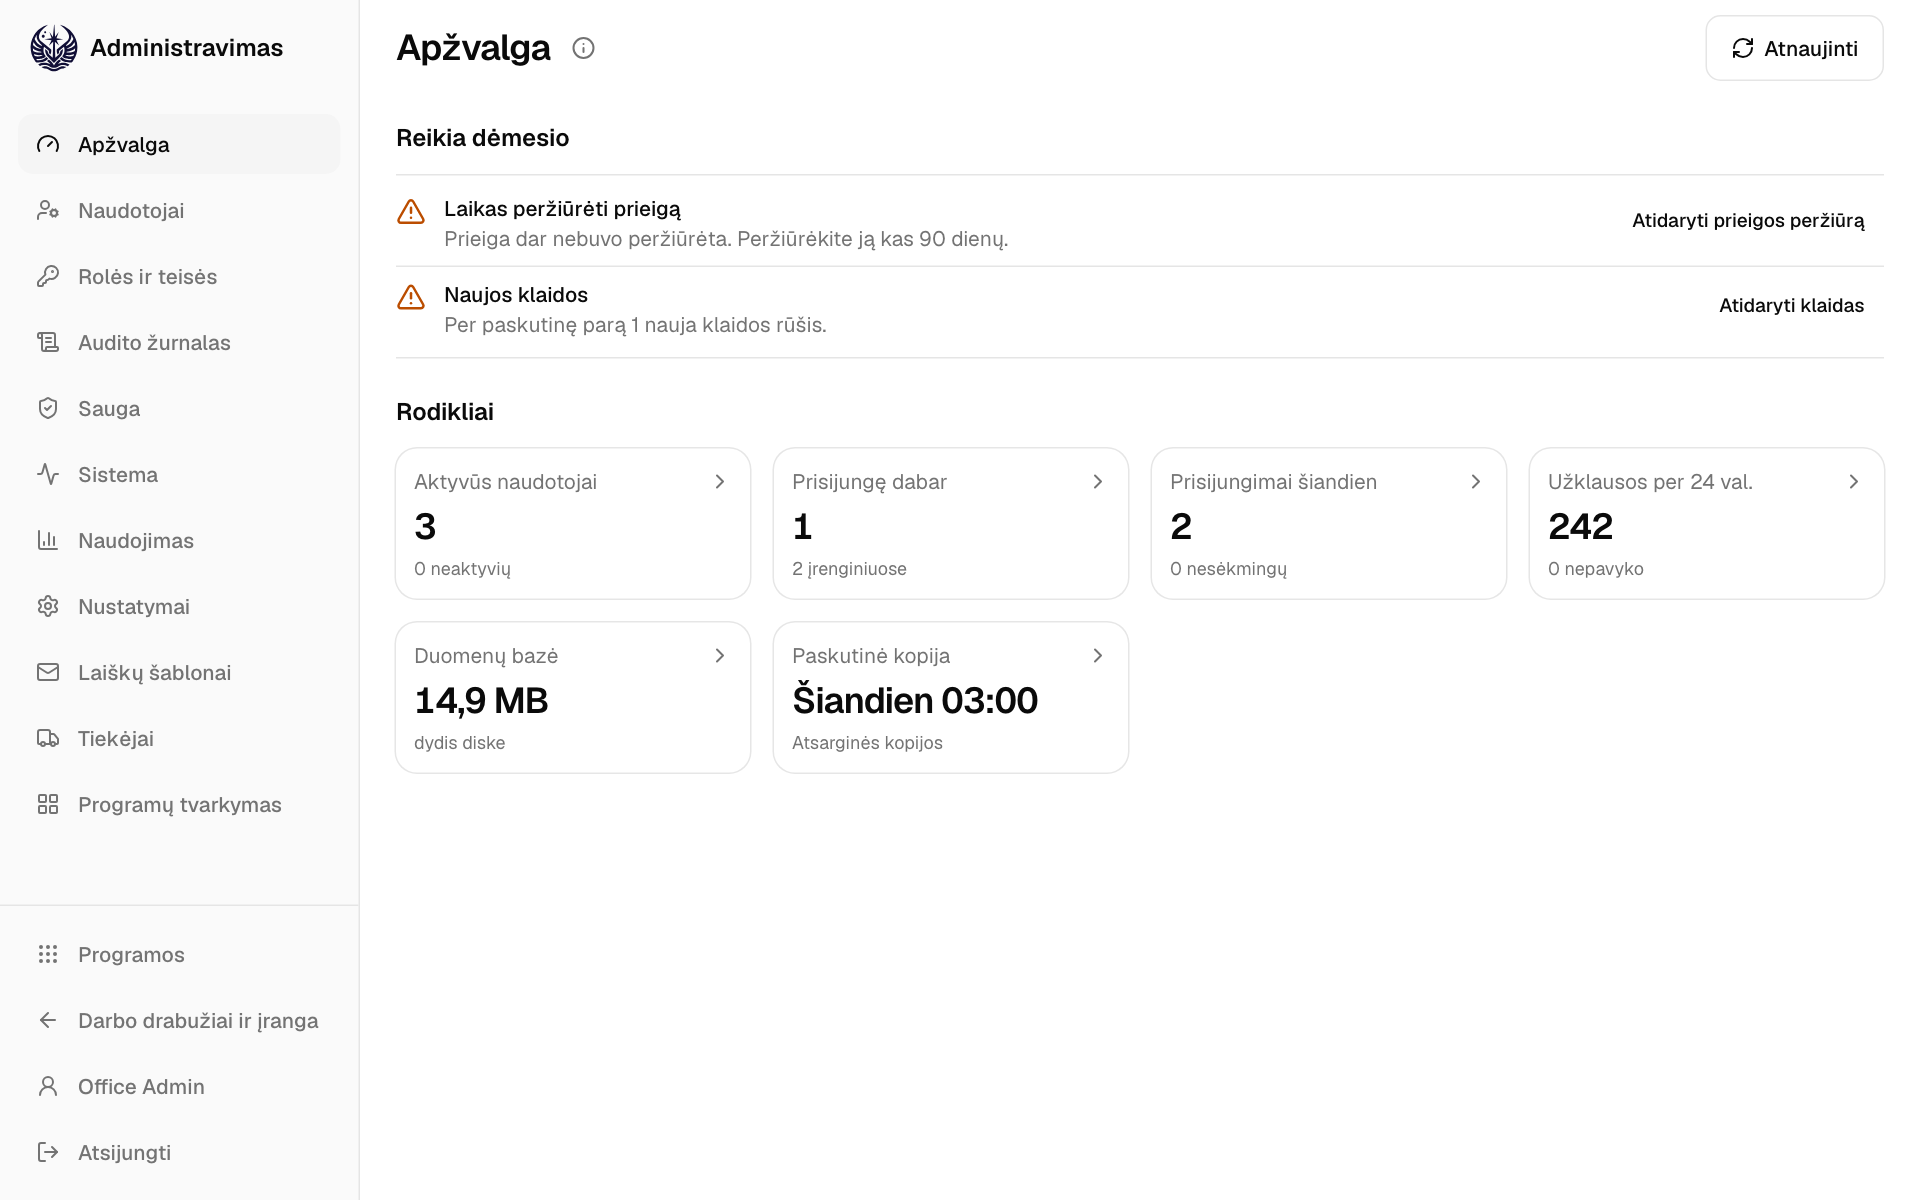 Administravimas
Apžvalga
Naudotojai
Rolės ir teisės
Audito žurnalas
Sauga
Sistema
Naudojimas
Nustatymai
Laiškų šablonai
Tiekėjai
Programų tvarkymas
Programos
Darbo drabužiai ir įranga
Office Admin
Atsijungti
Apžvalga
Atnaujinti
Reikia dėmesio
Laikas peržiūrėti prieigą
Prieiga dar nebuvo peržiūrėta. Peržiūrėkite ją kas 90 dienų.
Atidaryti prieigos peržiūrą
Naujos klaidos
Per paskutinę parą 1 nauja klaidos rūšis.
Atidaryti klaidas
Rodikliai
Aktyvūs naudotojai
3
0 neaktyvių
Prisijungę dabar
1
2 įrenginiuose
Prisijungimai šiandien
2
0 nesėkmingų
Užklausos per 24 val.
242
0 nepavyko
Duomenų bazė
14,9 MB
dydis diske
Paskutinė kopija
Šiandien 03:00
Atsarginės kopijos